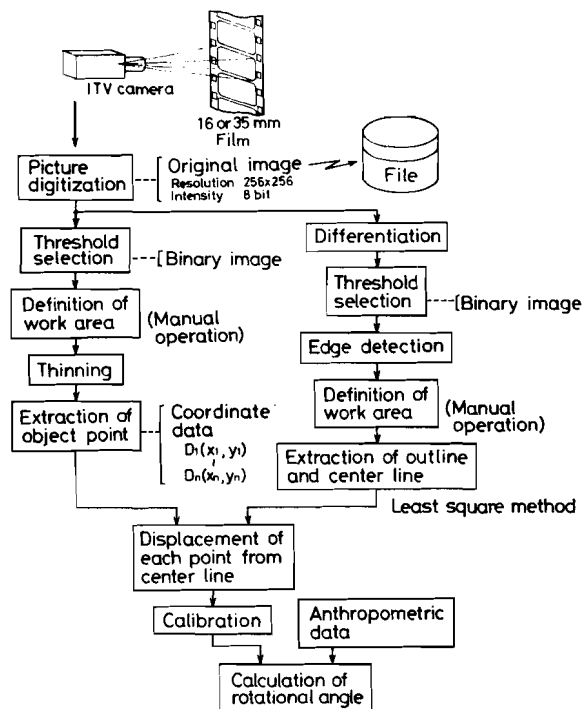 ITV camera
16 or 35 mm
Film
Picture
digitization
Original image
Resolution 256x256
Intensity 8 bit
File
Threshold
selection
[Binary image
Definition of
work area
(Manual
operation)
Thinning
Extraction of
object point
Coordinate
data
D1(x1,y1)
~
Dn(xn,yn)
Differentiation
Threshold
selection
[Binary image
Edge detection
Definition of
work area
(Manual
operation)
Extraction of outline
and center line
Least square method
Displacement of
each point from
center line
Calibration
Anthropometric
data
Calculation of
rotational angle